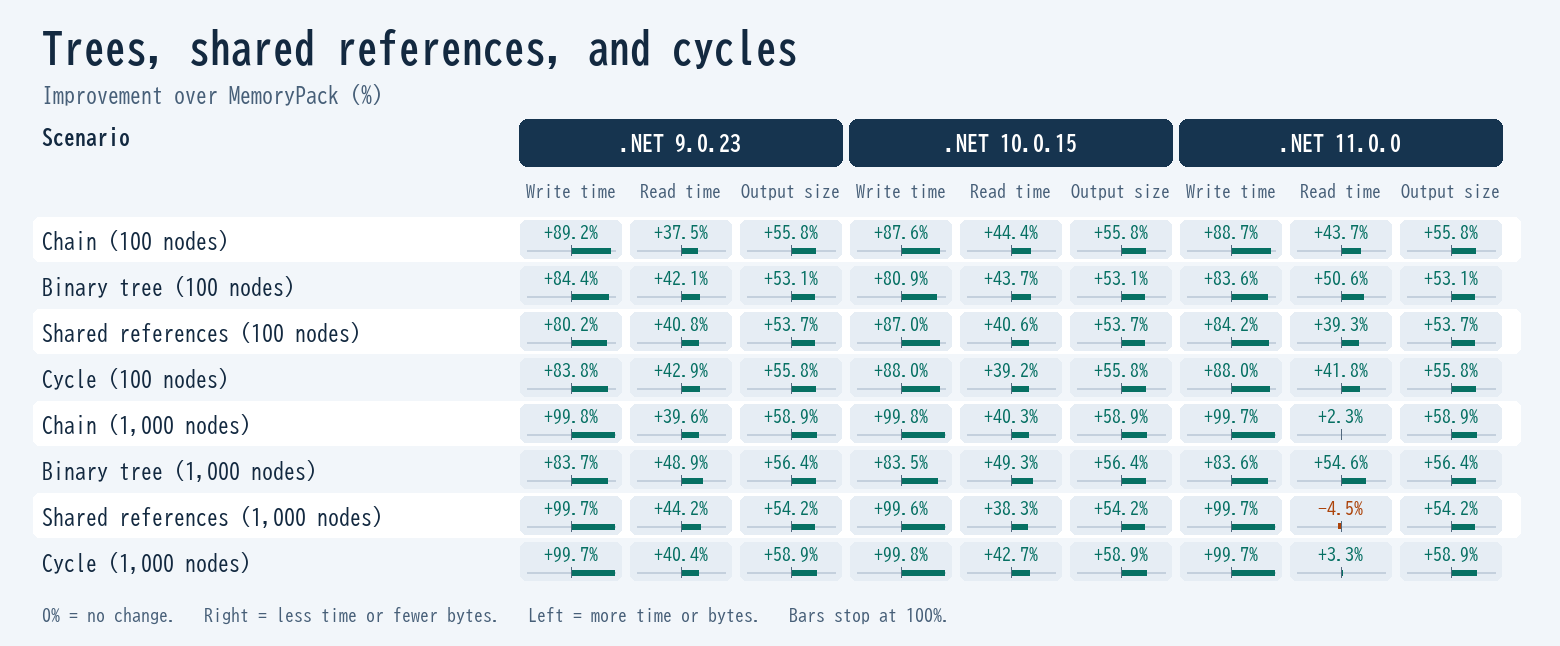 Trees, shared references, and cycles
Improvement over MemoryPack (%)
Scenario .NET 9.0.23 .NET 10.0.15 .NET 11.0.0
Write time Read time Output size Write time Read time Output size Write time Read time Output size
Chain (100 nodes) +89.2% +37.5% +55.8% +87.6% +44.4% +55.8% +88.7% +43.7% +55.8%
Binary tree (100 nodes) +84.4% +42.1% +53.1% +80.9% +43.7% +53.1% +83.6% +50.6% +53.1%
Shared references (100 nodes) +80.2% +40.8% +53.7% +87.0% +40.6% +53.7% +84.2% +39.3% +53.7%
Cycle (100 nodes) +83.8% +42.9% +55.8% +88.0% +39.2% +55.8% +88.0% +41.8% +55.8%
Chain (1,000 nodes) +99.8% +39.6% +58.9% +99.8% +40.3% +58.9% +99.7% +2.3% +58.9%
Binary tree (1,000 nodes) +83.7% +48.9% +56.4% +83.5% +49.3% +56.4% +83.6% +54.6% +56.4%
Shared references (1,000 nodes) +99.7% +44.2% +54.2% +99.6% +38.3% +54.2% +99.7% −4.5% +54.2%
Cycle (1,000 nodes) +99.7% +40.4% +58.9% +99.8% +42.7% +58.9% +99.7% +3.3% +58.9%
0% = no change. Right = less time or fewer bytes. Left = more time or bytes. Bars stop at 100%.